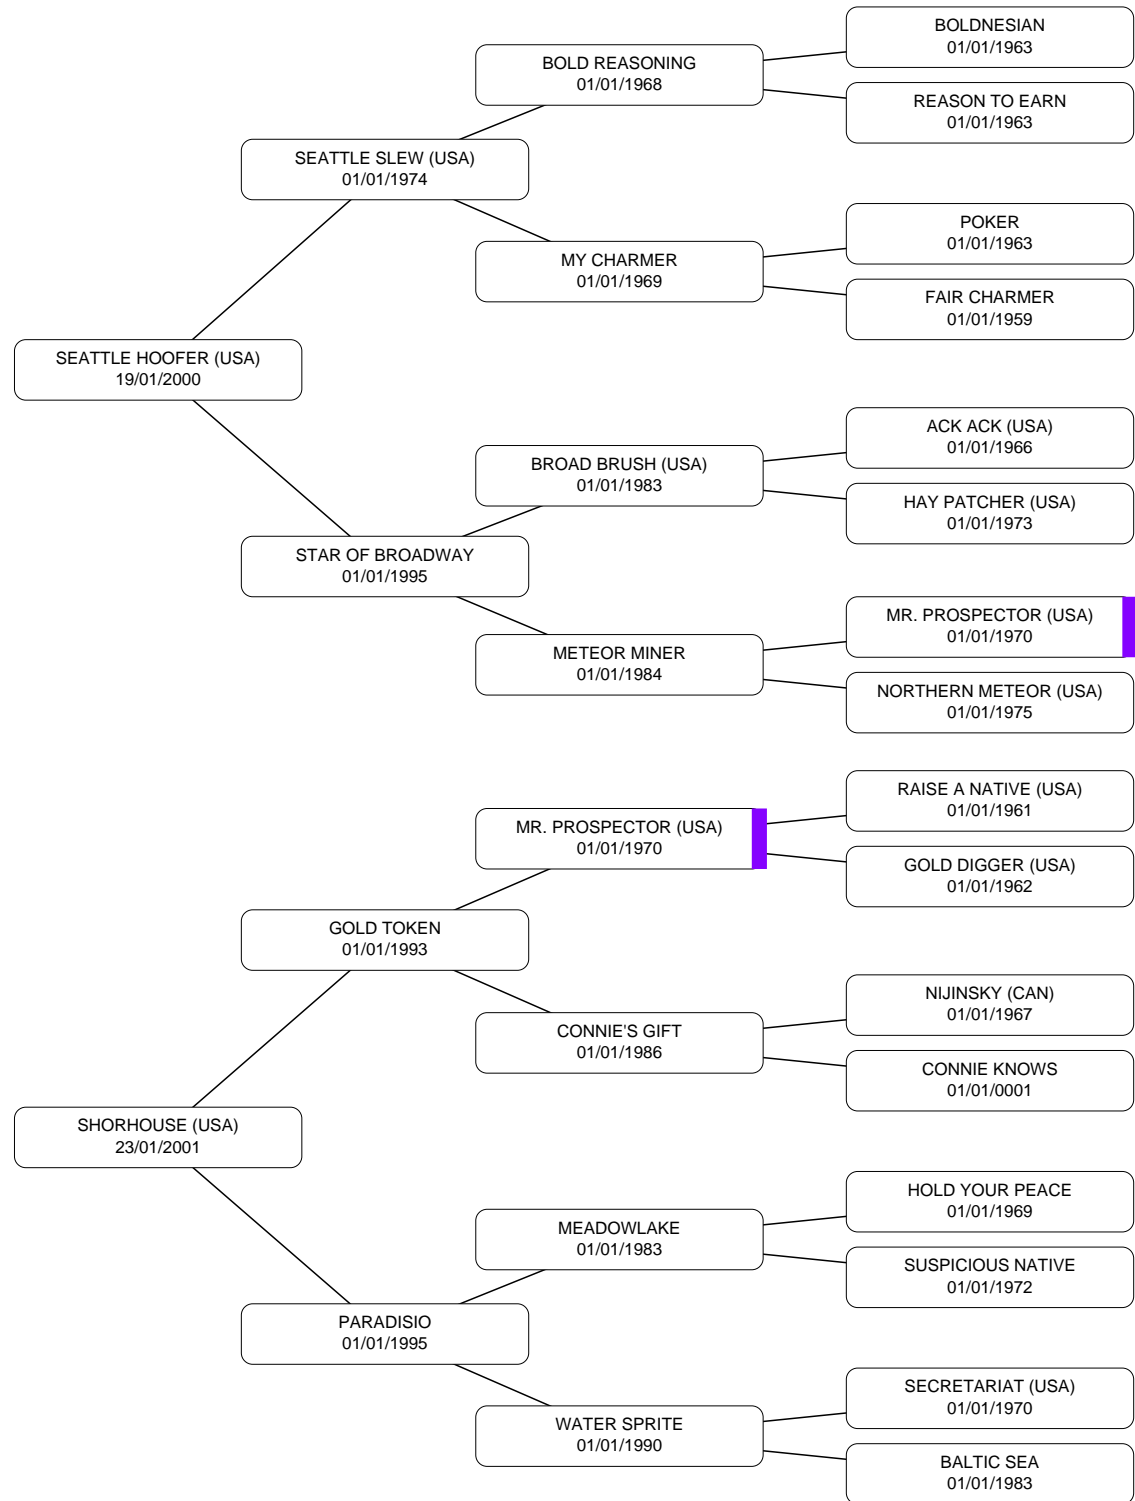 BOLDNESIAN
01/01/1963
BOLD REASONING
01/01/1968
REASON TO EARN
01/01/1963
SEATTLE SLEW (USA)
01/01/1974
POKER
01/01/1963
MY CHARMER
01/01/1969
FAIR CHARMER
01/01/1959
SEATTLE HOOFER (USA)
19/01/2000
ACK ACK (USA)
01/01/1966
BROAD BRUSH (USA)
01/01/1983
HAY PATCHER (USA)
01/01/1973
STAR OF BROADWAY
01/01/1995
MR. PROSPECTOR (USA)
01/01/1970
METEOR MINER
01/01/1984
NORTHERN METEOR (USA)
01/01/1975
RAISE A NATIVE (USA)
01/01/1961
MR. PROSPECTOR (USA)
01/01/1970
GOLD DIGGER (USA)
01/01/1962
GOLD TOKEN
01/01/1993
NIJINSKY (CAN)
01/01/1967
CONNIE'S GIFT
01/01/1986
CONNIE KNOWS
01/01/0001
SHORHOUSE (USA)
23/01/2001
HOLD YOUR PEACE
01/01/1969
MEADOWLAKE
01/01/1983
SUSPICIOUS NATIVE
01/01/1972
PARADISIO
01/01/1995
SECRETARIAT (USA)
01/01/1970
WATER SPRITE
01/01/1990
BALTIC SEA
01/01/1983